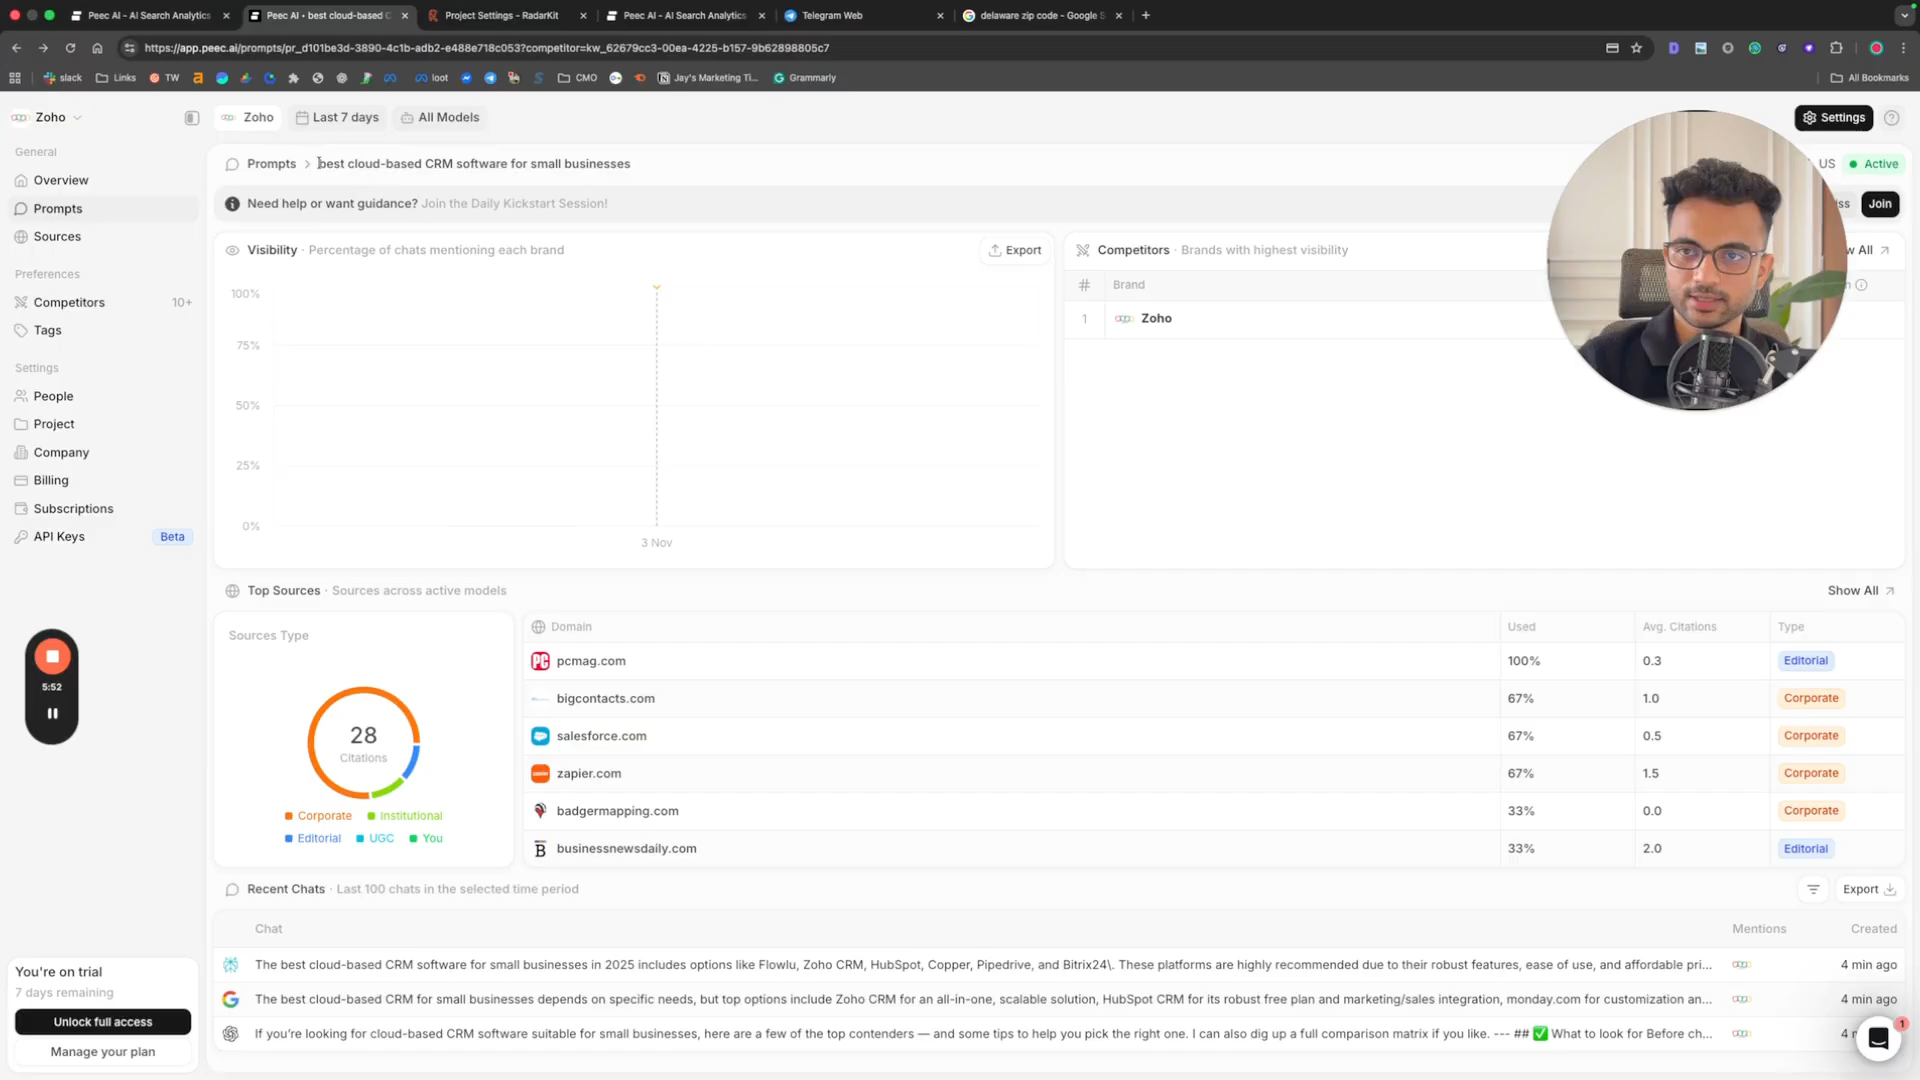 Peec AI - AI Search Analytics
Peec AI • best cloud-based C
Project Settings - RadarKit
Peec AI - AI Search Analytics
Telegram Web
delaware zip code - Google S
https://app.peec.ai/prompts/pr_d101be3d-3890-4c1b-adb2-e488e718c053?competitor=kw_62679cc3-00ea-4225-b157-9b62898805c7
slack
Links
TW
loot
CMO
Jay's Marketing Ti...
Grammarly
All Bookmarks
Zoho
Zoho
Last 7 days
All Models
Settings
General
Overview
Prompts
Sources
Preferences
Competitors 10+
Tags
Settings
People
Project
Company
Billing
Subscriptions
API Keys Beta
5:52
You're on trial
7 days remaining
Unlock full access
Manage your plan
Prompts > best cloud-based CRM software for small businesses
US Active
Need help or want guidance? Join the Daily Kickstart Session!
Join
Visibility · Percentage of chats mentioning each brand
Export
100%
75%
50%
25%
0%
3 Nov
Competitors · Brands with highest visibility
All
# Brand
1 Zoho
Top Sources · Sources across active models
Show All
Sources Type
28
Citations
Corporate Institutional
Editorial UGC You
Domain Used Avg. Citations Type
pcmag.com 100% 0.3 Editorial
bigcontacts.com 67% 1.0 Corporate
salesforce.com 67% 0.5 Corporate
zapier.com 67% 1.5 Corporate
badgermapping.com 33% 0.0 Corporate
businessnewsdaily.com 33% 2.0 Editorial
Recent Chats · Last 100 chats in the selected time period
Export
Chat Mentions Created
The best cloud-based CRM software for small businesses in 2025 includes options like Flowlu, Zoho CRM, HubSpot, Copper, Pipedrive, and Bitrix24\. These platforms are highly recommended due to their robust features, ease of use, and affordable pri... 4 min ago
The best cloud-based CRM for small businesses depends on specific needs, but top options include Zoho CRM for an all-in-one, scalable solution, HubSpot CRM for its robust free plan and marketing/sales integration, monday.com for customization an... 4 min ago
If you're looking for cloud-based CRM software suitable for small businesses, here are a few of the top contenders — and some tips to help you pick the right one. I can also dig up a full comparison matrix if you like. --- ## ✅ What to look for Before ch... 4
1